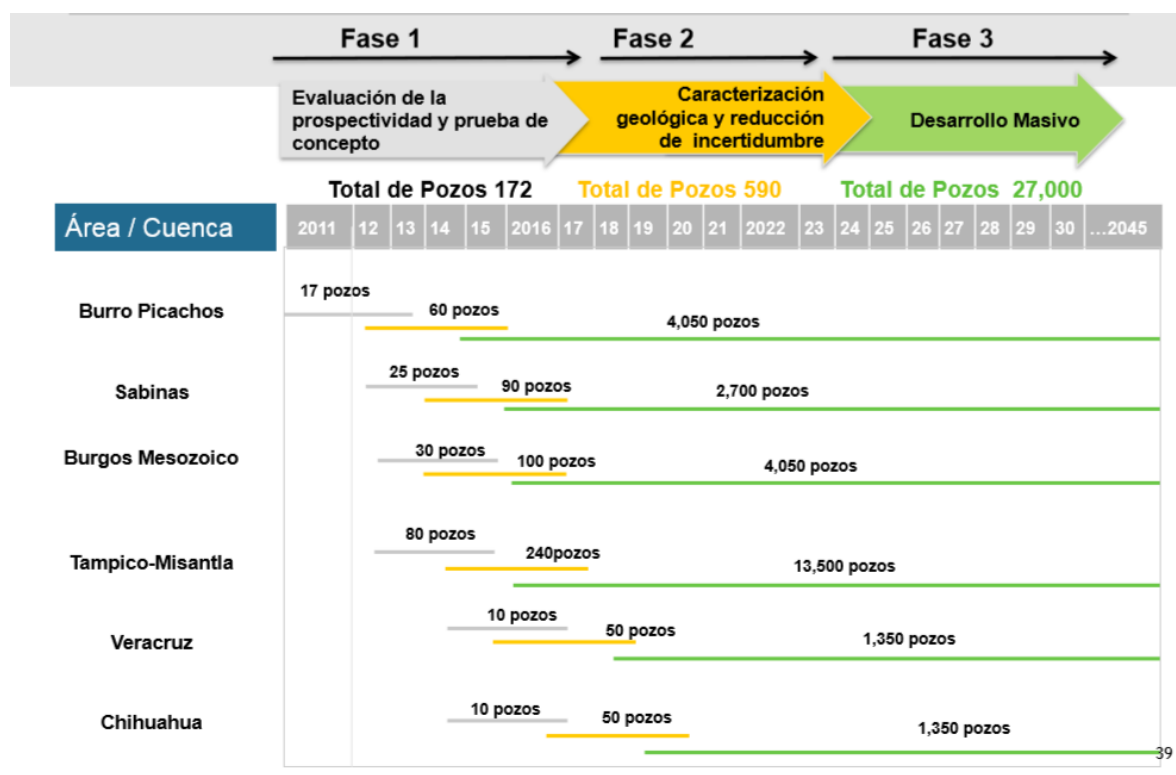 Fase 1
Fase 2
Fase 3
Evaluación de la
prospectividad y prueba de
concepto
Caracterización
geológica y reducción
de incertidumbre
Desarrollo Masivo
Total de Pozos 172
Total de Pozos 590
Total de Pozos 27,000
Área / Cuenca
2011 12 13 14 15 2016 17 18 19 20 21 2022 23 24 25 26 27 28 29 30 ...2045
Burro Picachos
17 pozos
60 pozos
4,050 pozos
Sabinas
25 pozos
90 pozos
2,700 pozos
Burgos Mesozoico
30 pozos
100 pozos
4,050 pozos
Tampico-Misantla
80 pozos
240pozos
13,500 pozos
Veracruz
10 pozos
50 pozos
1,350 pozos
Chihuahua
10 pozos
50 pozos
1,350 pozos
39